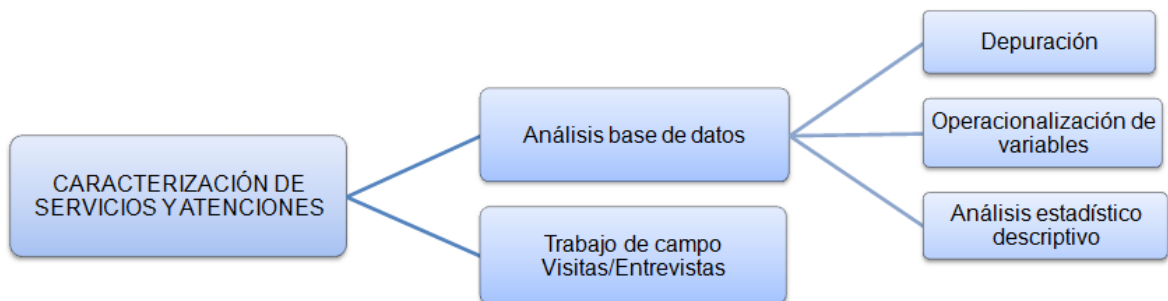 CARACTERIZACIÓN DE
SERVICIOS Y ATENCIONES
Análisis base de datos
Trabajo de campo
Visitas/Entrevistas
Depuración
Operacionalización de
variables
Análisis estadístico
descriptivo